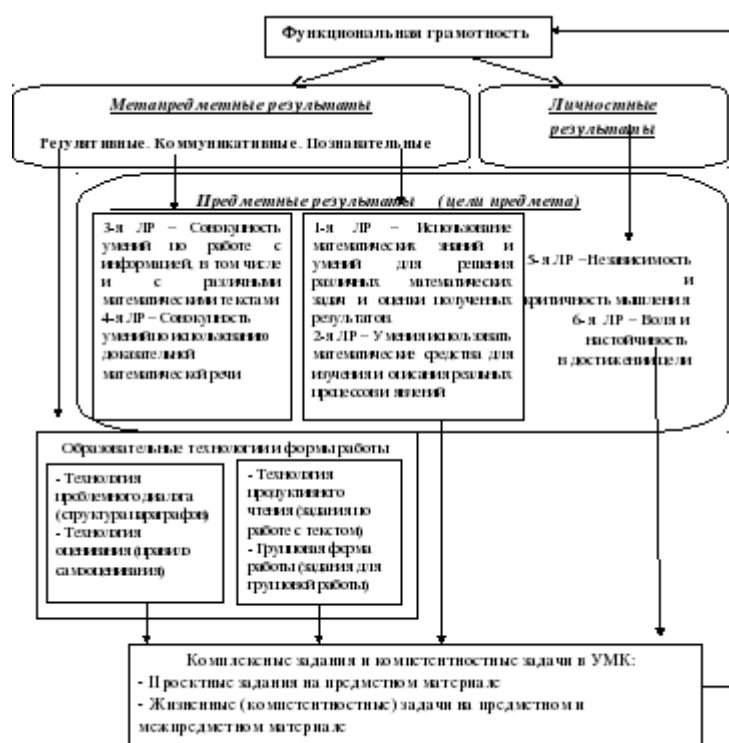 Функциональная грамотность
Метапредметные результаты
Регулятивные. Коммуникативные. Познавательные
Личностные
результаты
Предметные результаты (цели предмета)
3-я ЛР – Совокупность
умений по работе с
информацией, в том числе
и с различными
математическими текстами
4-я ЛР – Совокупность
умений по использованию
доказательной
математической речи
1-я ЛР – Использование
математических знаний и
умений для решения
различных математических
задач и оценки полученных
результатов
2-я ЛР – Умения использовать
математические средства для
изучения и описания реальных
процессов и явлений
5-я ЛР –Независимость
и
критичность мышления
6-я ЛР – Воля и
настойчивость
в достижении цели
Образовательные технологии и формы работы
- Технология
проблемного диалога
(структура параграфов)
- Технология
оценивания (правило
самооценивания)
- Технология
продуктивного
чтения (задания по
работе с текстом)
- Групповая форма
работы (задания для
групповой работы)
Комплексные задания и компетентностные задачи в УМК:
- Проектные задания на предметном материале
- Жизненные (компетентностные) задачи на предметном и
межпредметном материале